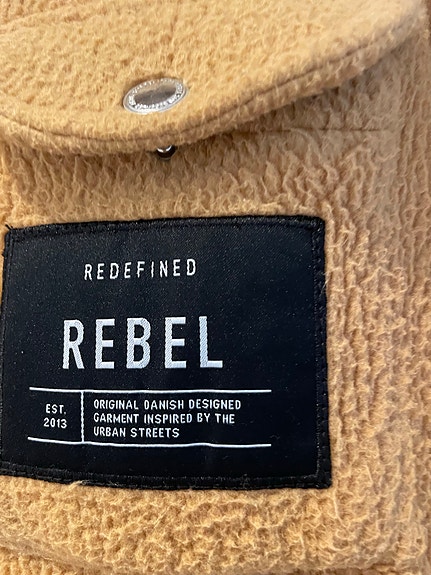 REDEFINED
REBEL
EST.
2013
ORIGINAL DANISH DESIGNED
GARMENT INSPIRED BY THE
URBAN STREETS